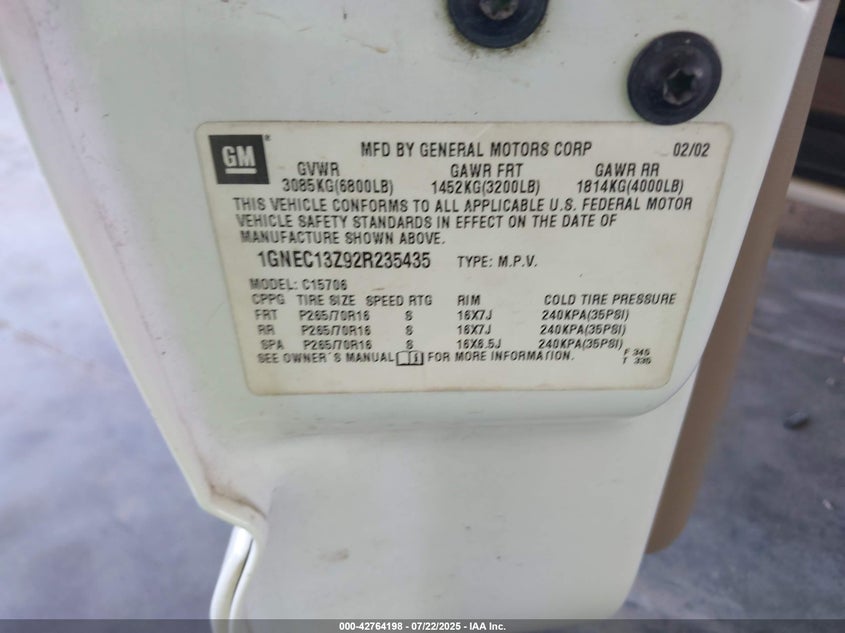 GM ® MFD BY GENERAL MOTORS CORP 02/02
GVWR GAWR FRT GAWR RR
3085KG(6800LB) 1452KG(3200LB) 1814KG(4000LB)
THIS VEHICLE CONFORMS TO ALL APPLICABLE U.S. FEDERAL MOTOR
VEHICLE SAFETY STANDARDS IN EFFECT ON THE DATE OF
MANUFACTURE SHOWN ABOVE.
1GNEC13Z92R235435 TYPE: M.P.V.
MODEL: C15706
CPPG TIRE SIZE SPEED RTG RIM COLD TIRE PRESSURE
FRT P265/70R16 S 16X7J 240KPA(35PSI)
RR P265/70R16 S 16X7J 240KPA(35PSI)
SPA P265/70R16 S 16X6.5J 240KPA(35PSI)
SEE OWNER'S MANUAL FOR MORE INFORMATION. F 345
T 335
000-42764198 - 07/22/2025 - IAA Inc.